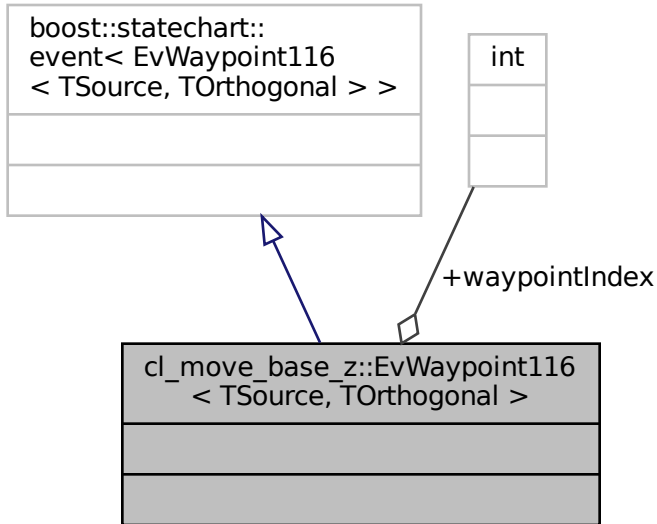 boost::statechart::
event< EvWaypoint116
< TSource, TOrthogonal > >
int
+waypointIndex
cl_move_base_z::EvWaypoint116
< TSource, TOrthogonal >